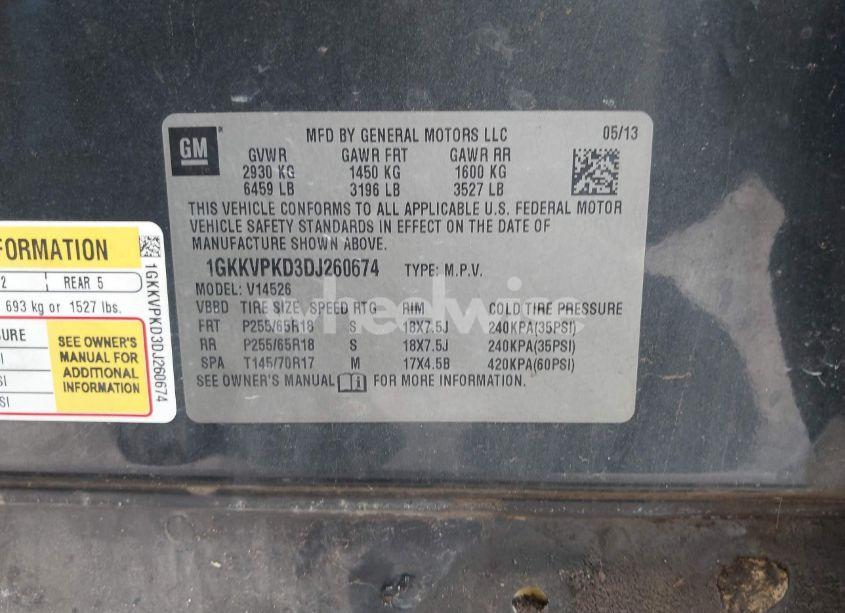 GM
MFD BY GENERAL MOTORS LLC 05/13
GVWR GAWR FRT GAWR RR
2930 KG 1450 KG 1600 KG
6459 LB 3196 LB 3527 LB
THIS VEHICLE CONFORMS TO ALL APPLICABLE U.S. FEDERAL MOTOR
VEHICLE SAFETY STANDARDS IN EFFECT ON THE DATE OF
MANUFACTURE SHOWN ABOVE.
1GKKVPKD3DJ260674 TYPE: M.P.V.
MODEL: V14526
VBBD TIRE SIZE SPEED RTG RIM COLD TIRE PRESSURE
FRT P255/65R18 S 18X7.5J 240KPA(35PSI)
RR P255/65R18 S 18X7.5J 240KPA(35PSI)
SPA T145/70R17 M 17X4.5B 420KPA(60PSI)
SEE OWNER'S MANUAL FOR MORE INFORMATION.
FORMATION
2 REAR 5
693 kg or 1527 lbs.
SURE
SI
SI
SI
SEE OWNER'S
MANUAL FOR
ADDITIONAL
INFORMATION
1GKKVPKD3DJ260674